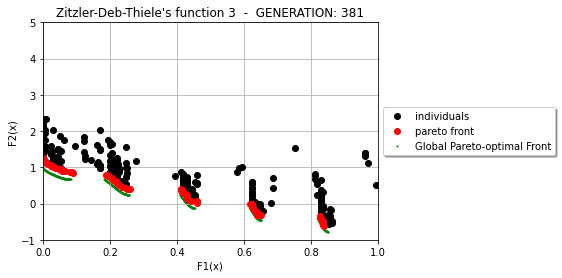 Zitzler-Deb-Thiele's function 3 - GENERATION: 381
5
4
3
2
1
0
−1
F2(x)
0.0 0.2 0.4 0.6 0.8 1.0
F1(x)
individuals
pareto front
Global Pareto-optimal Front